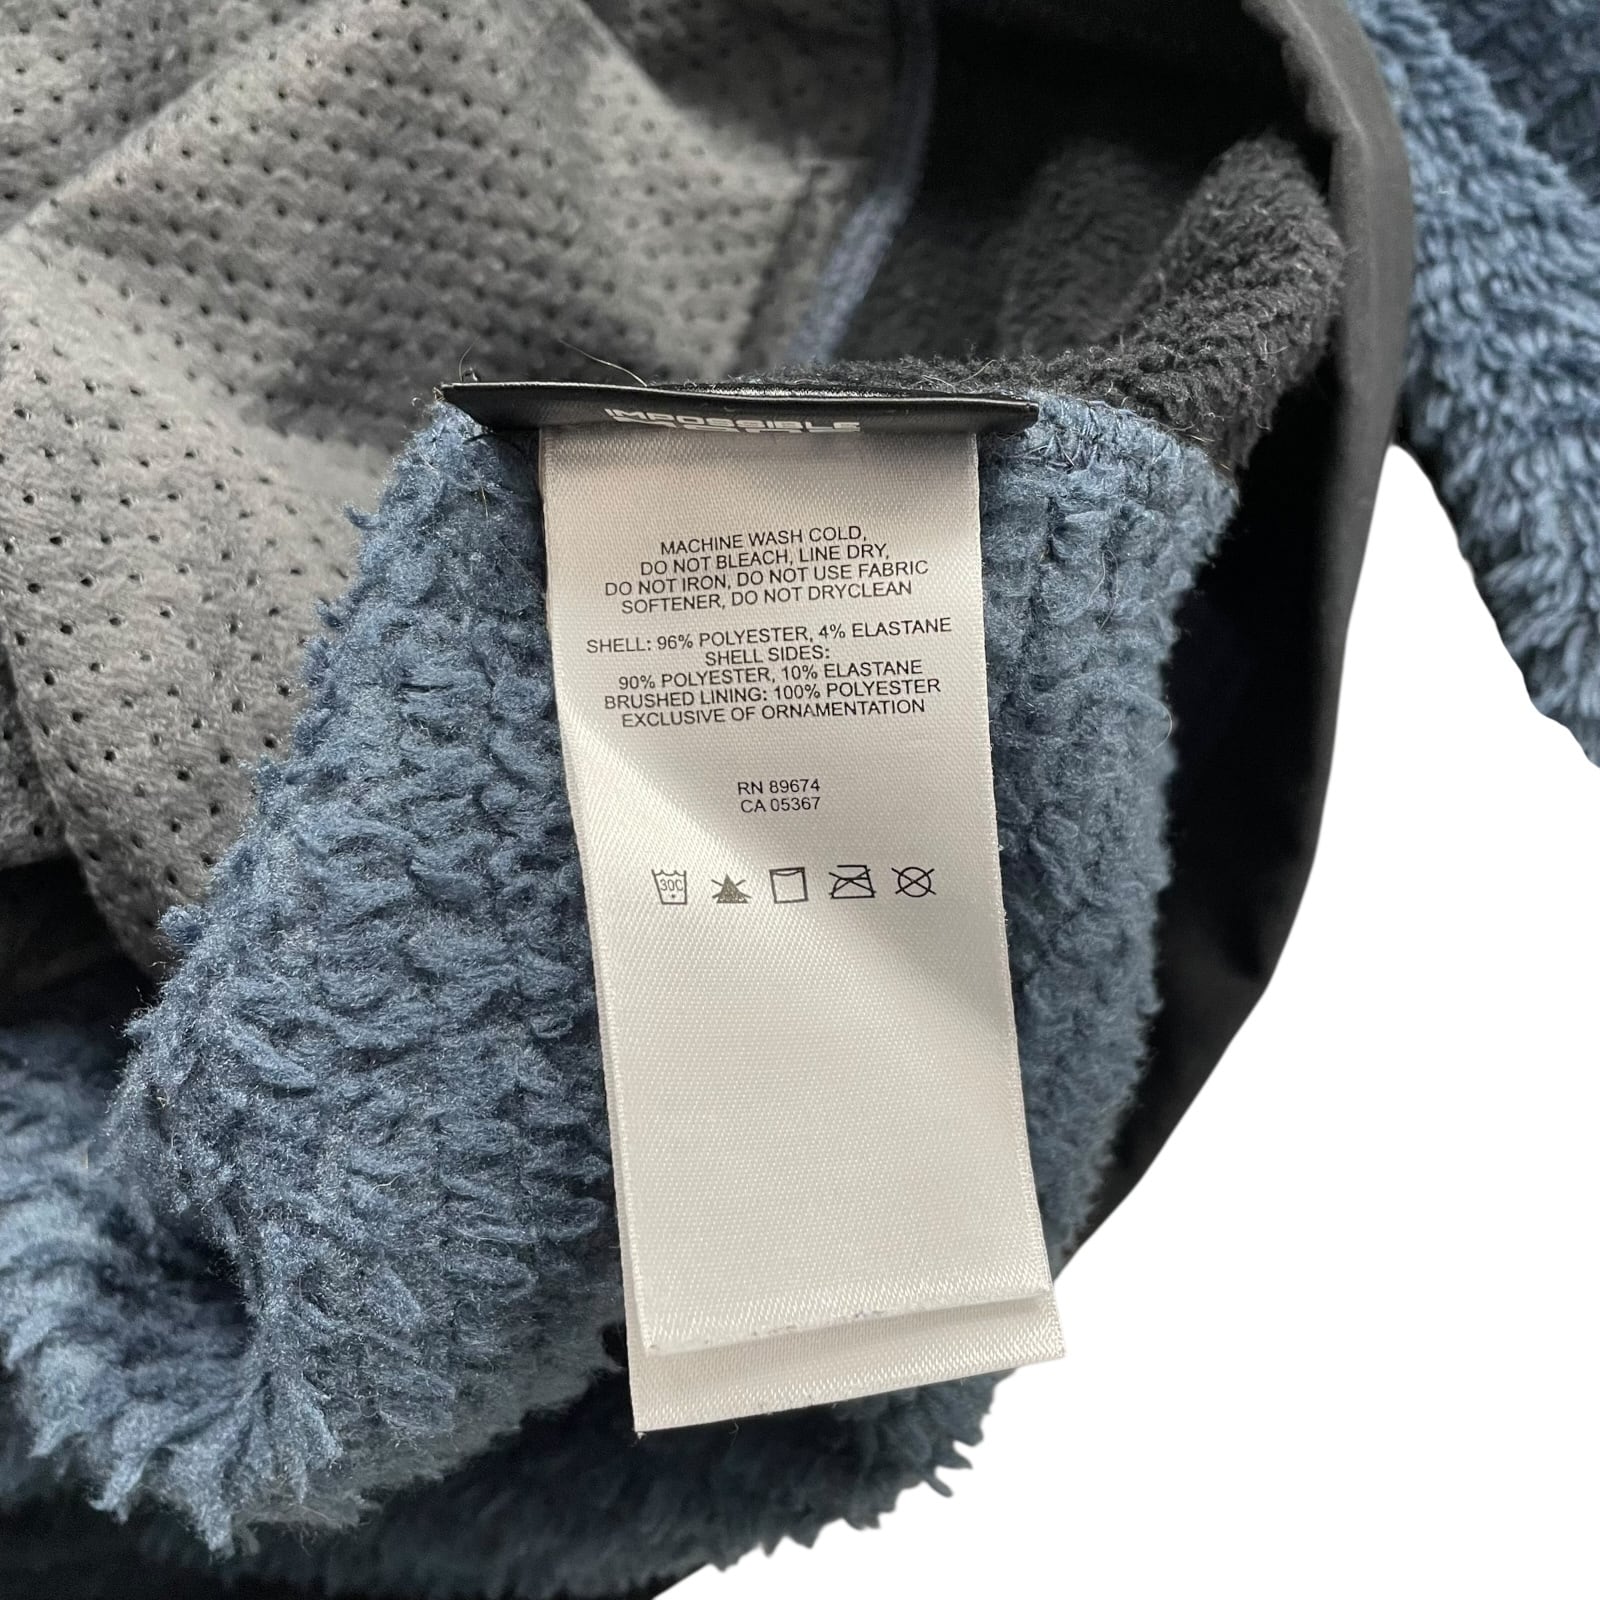 IMPOSSIBLE
MACHINE WASH COLD,
DO NOT BLEACH, LINE DRY,
DO NOT IRON, DO NOT USE FABRIC
SOFTENER, DO NOT DRYCLEAN
SHELL: 96% POLYESTER, 4% ELASTANE
SHELL SIDES:
90% POLYESTER, 10% ELASTANE
BRUSHED LINING: 100% POLYESTER
EXCLUSIVE OF ORNAMENTATION
RN 89674
CA 05367
30C